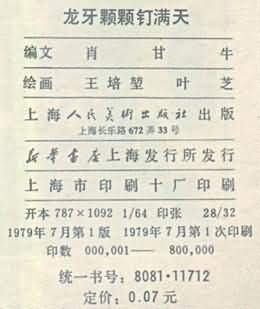 龙牙颗颗钉满天
编文 肖甘牛
绘画 王培堃 叶芝
上海人民美术出版社出版
上海长乐路672弄33号
新华书店上海发行所发行
上海市印刷十厂印刷
开本 787×1092 1/64 印张 28/32
1979年7月第1版 1979年7月第1次印刷
印数 000,001—— 800,000
统一书号: 8081·11712
定价: 0.07 元